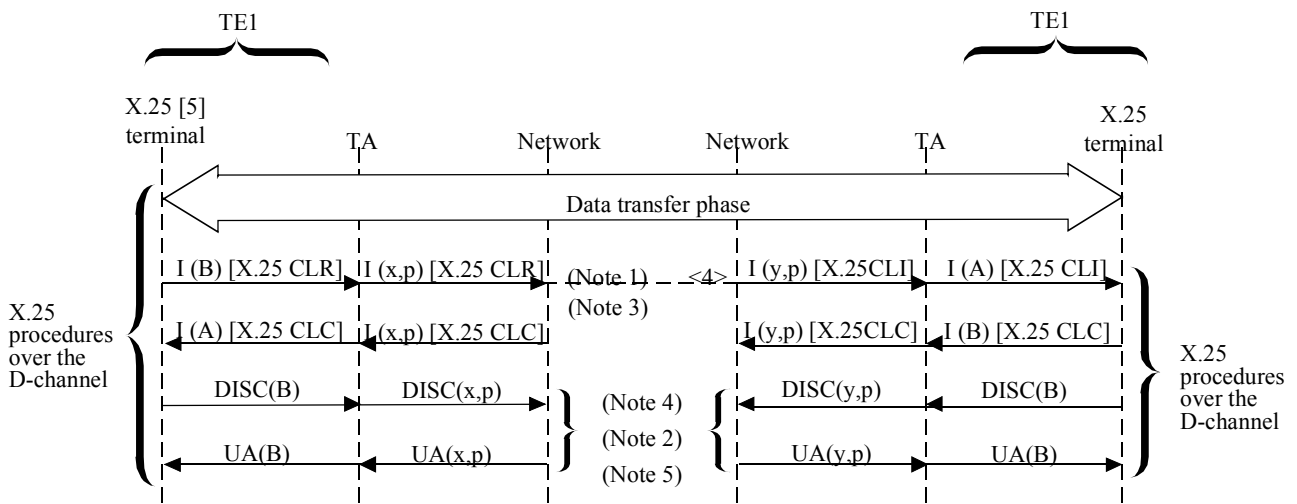 TE1 TE1
X.25 [5]
terminal
TA Network Network TA
X.25
terminal
Data transfer phase
I (B) [X.25 CLR] I (x,p) [X.25 CLR] (Note 1) <4> I (y,p) [X.25CLI] I (A) [X.25 CLI]
(Note 3)
I (A) [X.25 CLC] I (x,p) [X.25 CLC] I (y,p) [X.25CLC] I (B) [X.25 CLC]
X.25
procedures
over the
D-channel
X.25
procedures
over the
D-channel
DISC(B) DISC(x,p) (Note 4) DISC(y,p) DISC(B)
(Note 2)
UA(B) UA(x,p) (Note 5) UA(y,p) UA(B)